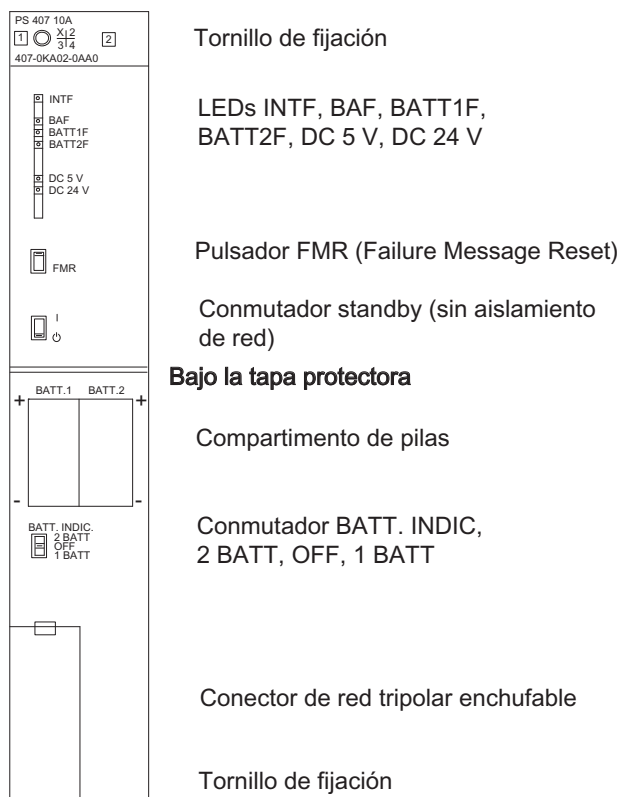 PS 407 10A
1 X 2 2
3 4
407-0KA02-0AA0
Tornillo de fijación
INTF
BAF
BATT1F
BATT2F
DC 5 V
DC 24 V
LEDs INTF, BAF, BATT1F,
BATT2F, DC 5 V, DC 24 V
FMR
Pulsador FMR (Failure Message Reset)
I
Conmutador standby (sin aislamiento
de red)
Bajo la tapa protectora
BATT.1 BATT.2
+ +
Compartimento de pilas
- -
BATT. INDIC.
2 BATT
OFF
1 BATT
Conmutador BATT. INDIC,
2 BATT, OFF, 1 BATT
Conector de red tripolar enchufable
Tornillo de fijación